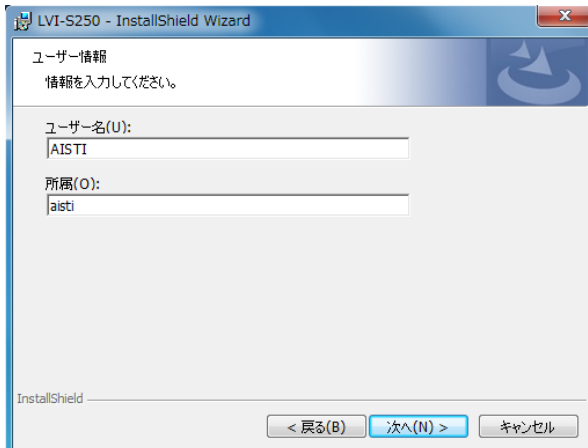 LVI-S250 - InstallShield Wizard
ユーザー情報
情報を入力してください。
ユーザー名(U):
AISTI
所属(O):
aisti
InstallShield
< 戻る(B)
次へ(N) >
キャンセル